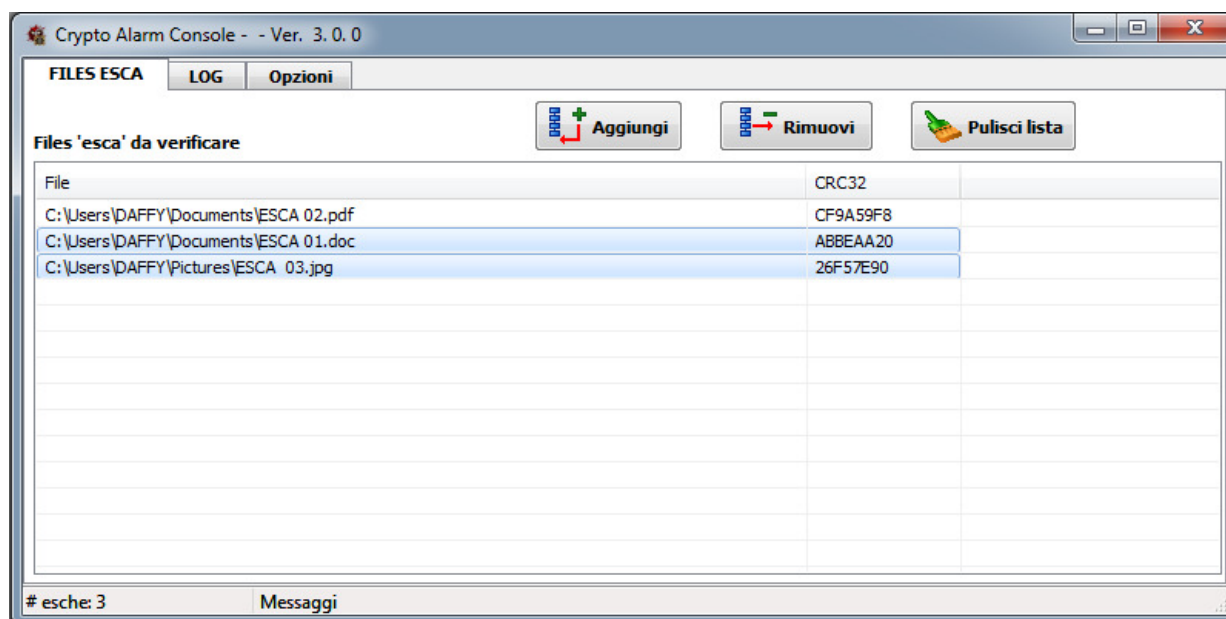 Crypto Alarm Console - - Ver. 3. 0. 0
FILES ESCA LOG Opzioni
Aggiungi Rimuovi Pulisci lista
Files 'esca' da verificare
File CRC32
C:\Users\DAFFY\Documents\ESCA 02.pdf CF9A59F8
C:\Users\DAFFY\Documents\ESCA 01.doc ABBEAA20
C:\Users\DAFFY\Pictures\ESCA 03.jpg 26F57E90
# esche: 3 Messaggi